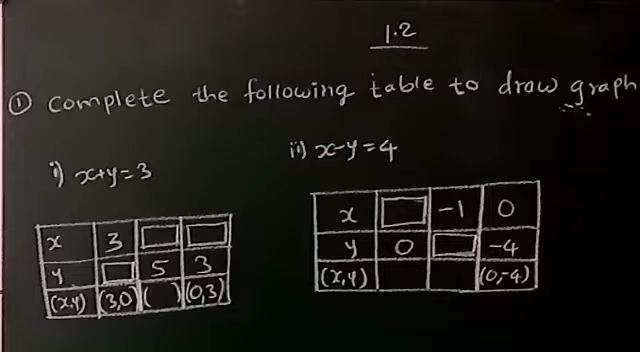 1.2
① Complete the following table to draw graph
i) x+y=3
ii) x-y=4
x 3
y 5 3
(x,y) (3,0) ( ) (0,3)
x -1 0
y 0 -4
(x,y) (0,-4)